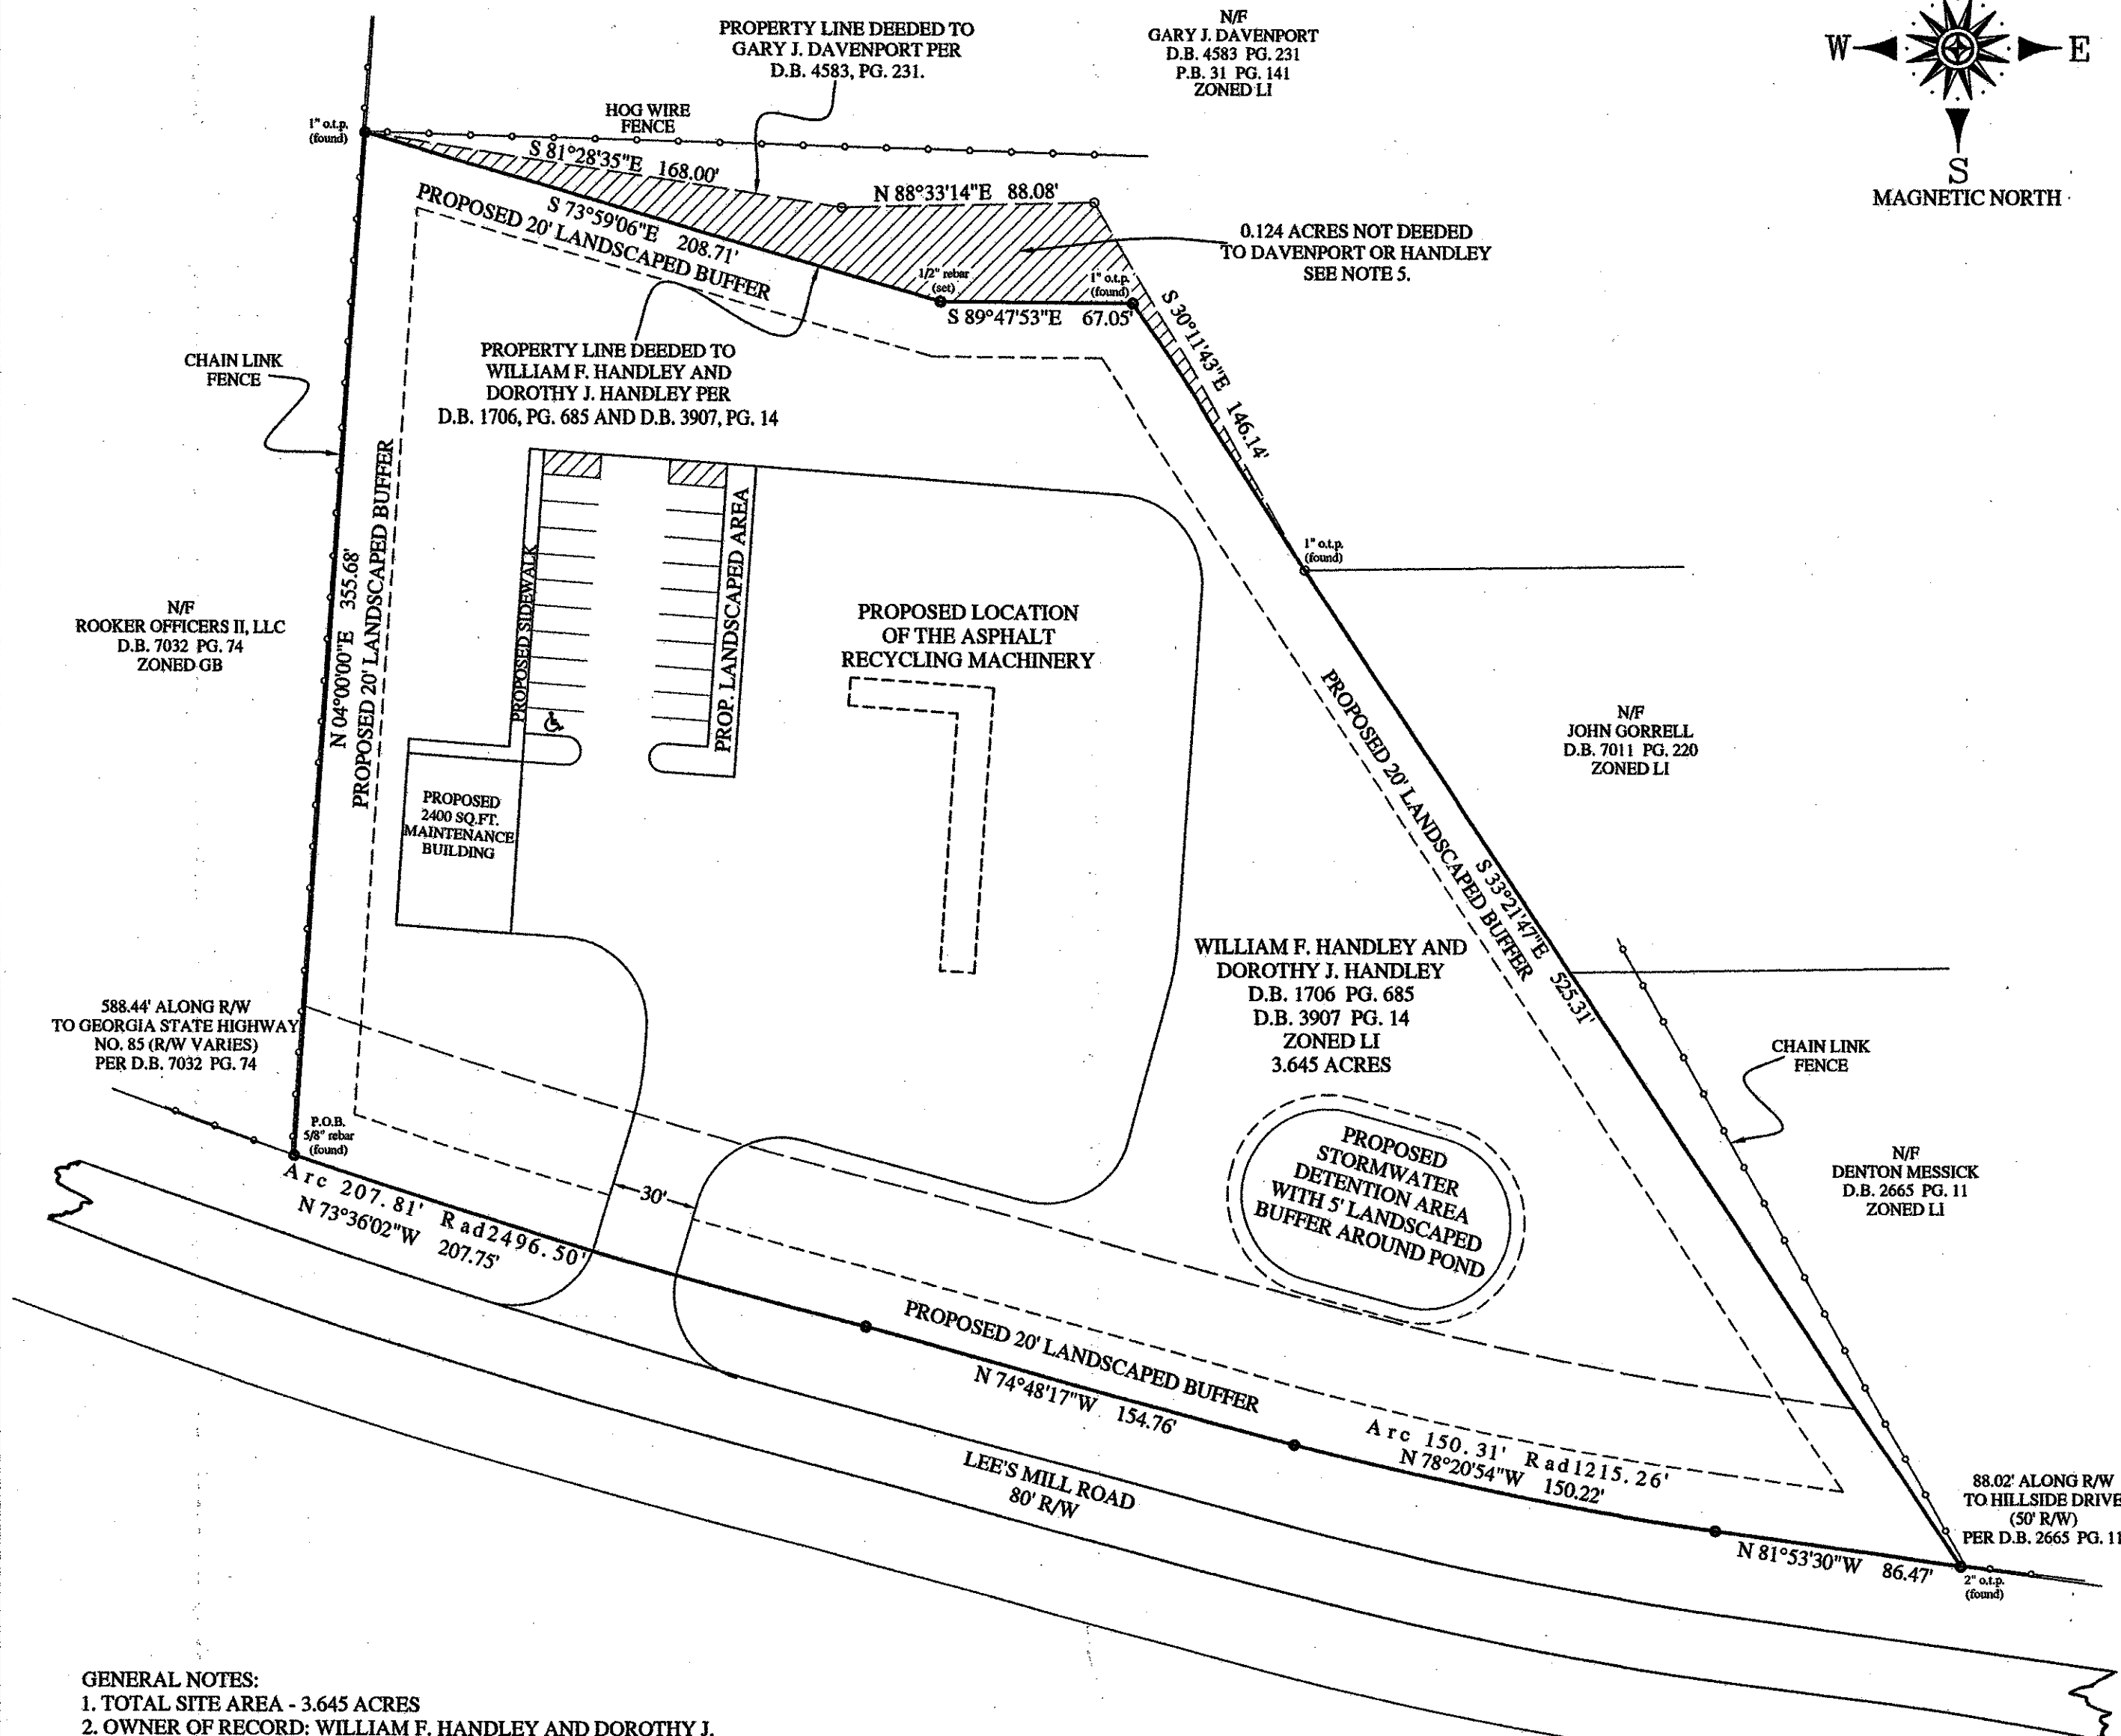 PROPERTY LINE DEEDED TO
GARY J. DAVENPORT PER
D.B. 4583, PG. 231.
N/F
GARY J. DAVENPORT
D.B. 4583 PG. 231
P.B. 31 PG. 141
ZONED LI
W
E
S
MAGNETIC NORTH
1" o.t.p.
(found)
HOG WIRE
FENCE
S 81°28'35"E 168.00'
N 88°33'14"E 88.08'
S 73°59'06"E 208.71'
PROPOSED 20' LANDSCAPED BUFFER
0.124 ACRES NOT DEEDED
TO DAVENPORT OR HANDLEY
SEE NOTE 5.
1/2" rebar
(set)
1" o.t.p.
(found)
S 89°47'53"E 67.05'
S 30°11'43"E 146.14'
CHAIN LINK
FENCE
PROPERTY LINE DEEDED TO
WILLIAM F. HANDLEY AND
DOROTHY J. HANDLEY PER
D.B. 1706, PG. 685 AND D.B. 3907, PG. 14
N 04°00'00"E 355.68'
PROPOSED 20' LANDSCAPED BUFFER
PROPOSED SIDEWALK
PROP. LANDSCAPED AREA
1" o.t.p.
(found)
N/F
ROOKER OFFICERS II, LLC
D.B. 7032 PG. 74
ZONED GB
PROPOSED LOCATION
OF THE ASPHALT
RECYCLING MACHINERY
PROPOSED 20' LANDSCAPED BUFFER
S 33°21'47"E 525.31'
N/F
JOHN GORRELL
D.B. 7011 PG. 220
ZONED LI
PROPOSED
2400 SQ.FT.
MAINTENANCE
BUILDING
WILLIAM F. HANDLEY AND
DOROTHY J. HANDLEY
D.B. 1706 PG. 685
D.B. 3907 PG. 14
ZONED LI
3.645 ACRES
588.44' ALONG R/W
TO GEORGIA STATE HIGHWAY
NO. 85 (R/W VARIES)
PER D.B. 7032 PG. 74
CHAIN LINK
FENCE
P.O.B.
5/8" rebar
(found)
PROPOSED
STORMWATER
DETENTION AREA
WITH 5' LANDSCAPED
BUFFER AROUND POND
N/F
DENTON MESSICK
D.B. 2665 PG. 11
ZONED LI
Arc 207.81' Rad2496.50'
N 73°36'02"W 207.75'
30'
PROPOSED 20' LANDSCAPED BUFFER
N 74°48'17"W 154.76'
Arc 150.31' Rad1215.26'
N 78°20'54"W 150.22'
LEE'S MILL ROAD
80' R/W
88.02' ALONG R/W
TO HILLSIDE DRIVE
(50' R/W)
PER D.B. 2665 PG. 11
N 81°53'30"W 86.47'
2" o.t.p.
(found)
GENERAL NOTES:
1. TOTAL SITE AREA - 3.645 ACRES
2. OWNER OF RECORD: WILLIAM F. HANDLEY AND DOROTHY J.